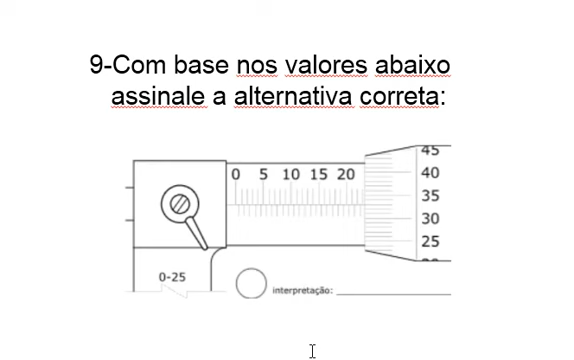 9-Com base nos valores abaixo
assinale a alternativa correta:
0 5 10 15 20
45
40
35
30
25
0-25
interpretação: